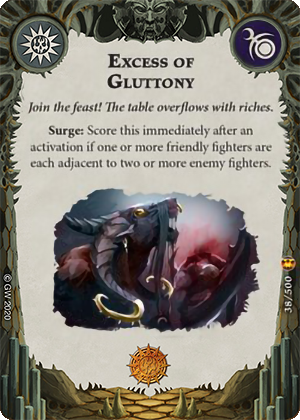 Excess of
Gluttony
Join the feast! The table overflows with riches.
Surge: Score this immediately after an
activation if one or more friendly fighters are
each adjacent to two or more enemy fighters.
© GW 2020
38/500